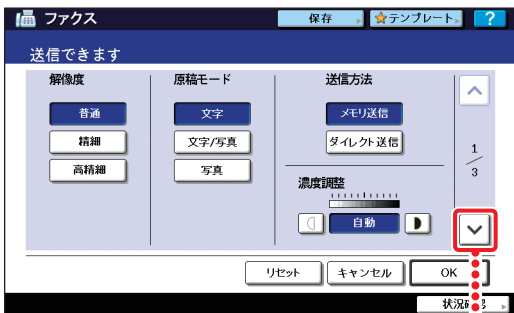 ファクス
保存
テンプレート
?
送信できます
解像度
原稿モード
送信方法
普通
文字
メモリ送信
精細
文字/写真
ダイレクト送信
高精細
写真
1
3
濃度調整
自動
リセット
キャンセル
OK
状況